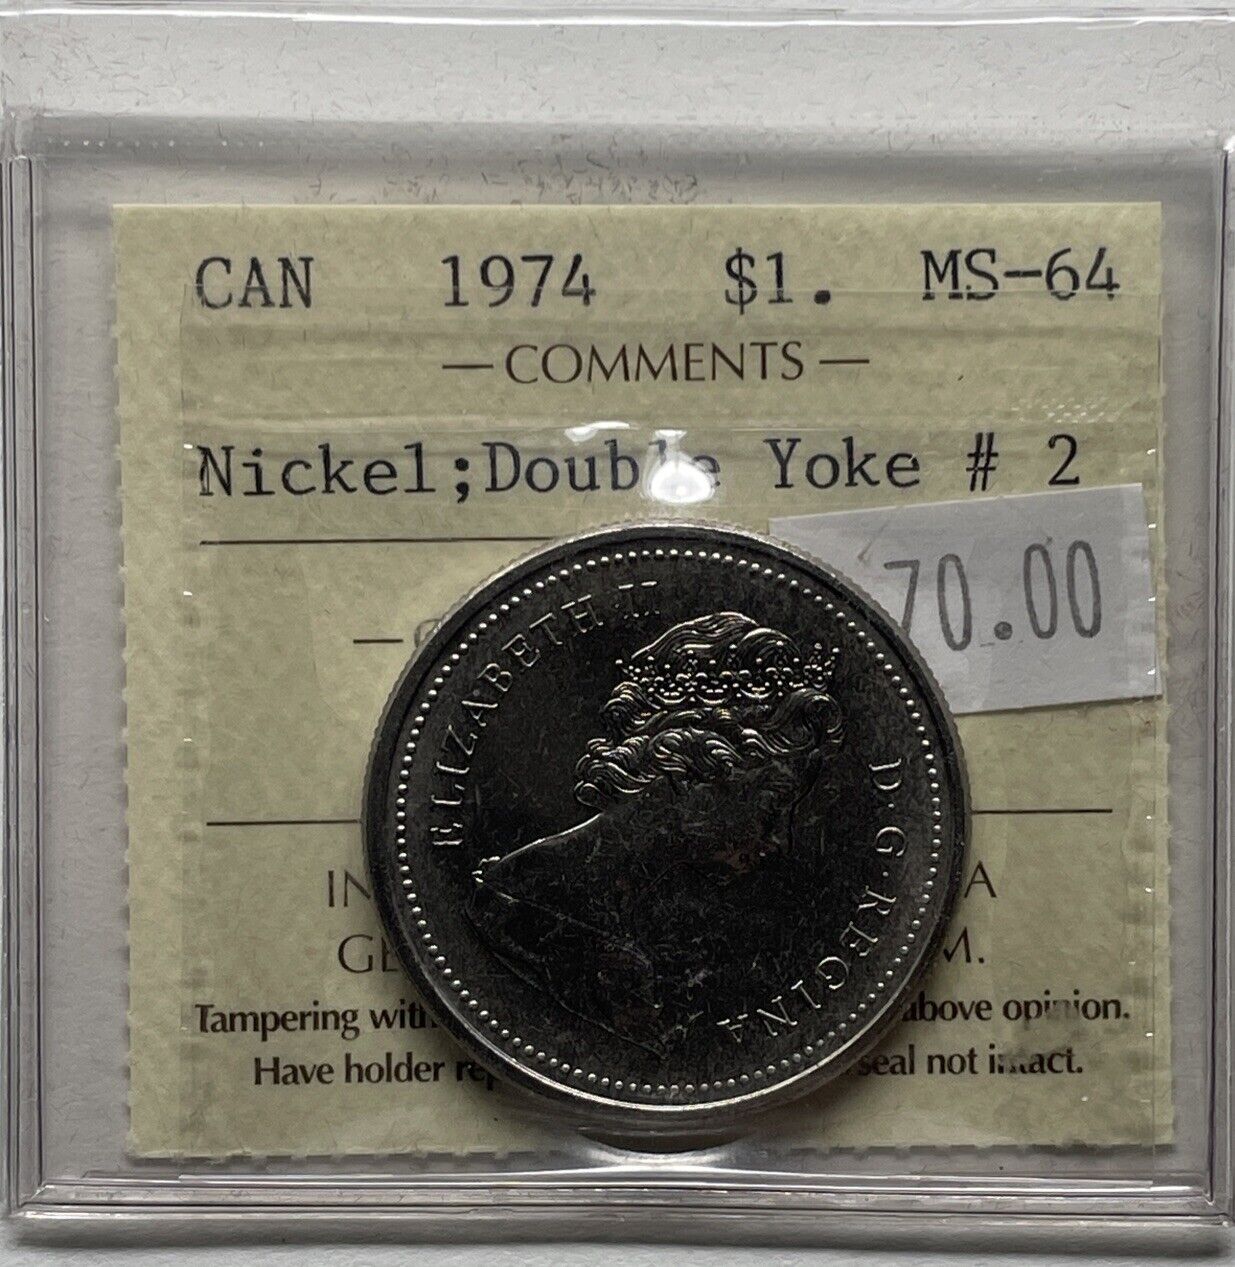 CAN 1974 $1. MS-64
— COMMENTS —
Nickel;Double Yoke # 2
70.00
ELIZABETH II
D·G·REGINA
Tampering with above opinion.
Have holder seal not intact.